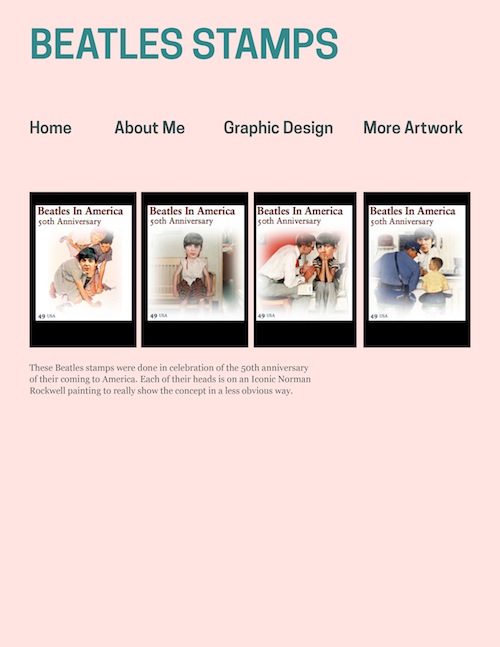 BEATLES STAMPS
Home About Me Graphic Design More Artwork
Beatles In America
50th Anniversary
49 USA
Beatles In America
50th Anniversary
49 USA
Beatles In America
50th Anniversary
49 USA
Beatles In America
50th Anniversary
49 USA
These Beatles stamps were done in celebration of the 50th anniversary
of their coming to America. Each of their heads is on an Iconic Norman
Rockwell painting to really show the concept in a less obvious way.